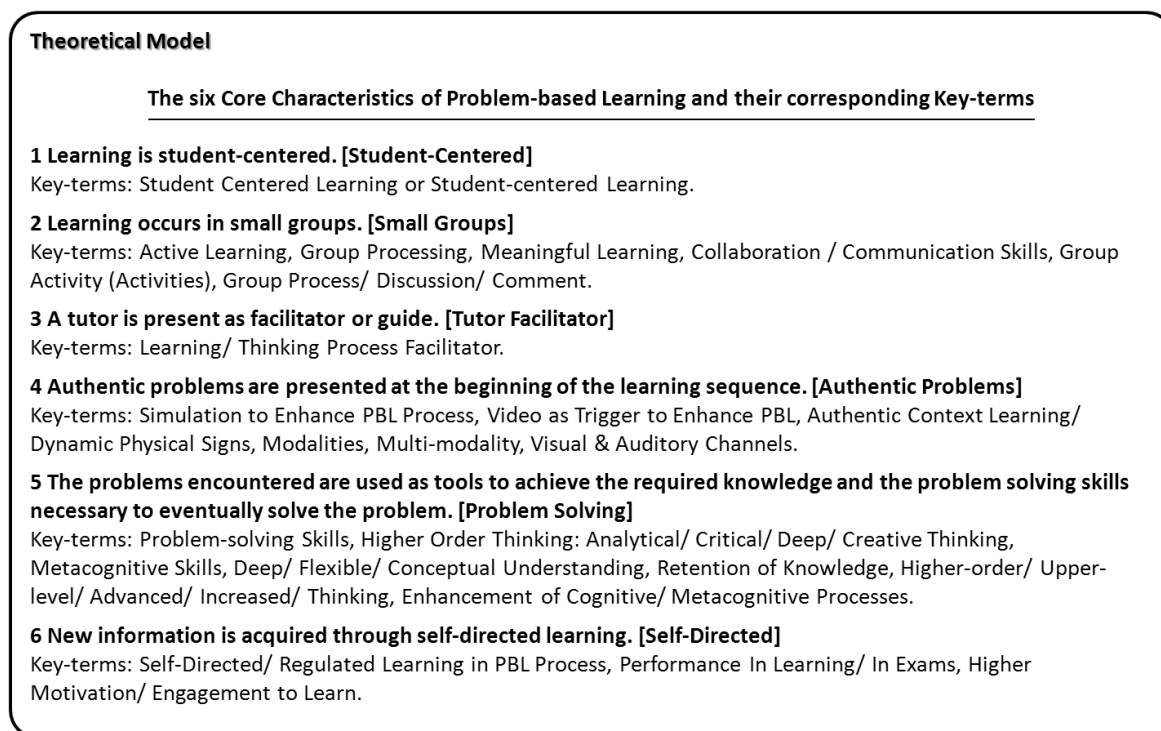 Theoretical Model
The six Core Characteristics of Problem-based Learning and their corresponding Key-terms
1 Learning is student-centered. [Student-Centered]
Key-terms: Student Centered Learning or Student-centered Learning.
2 Learning occurs in small groups. [Small Groups]
Key-terms: Active Learning, Group Processing, Meaningful Learning, Collaboration / Communication Skills, Group
Activity (Activities), Group Process/ Discussion/ Comment.
3 A tutor is present as facilitator or guide. [Tutor Facilitator]
Key-terms: Learning/ Thinking Process Facilitator.
4 Authentic problems are presented at the beginning of the learning sequence. [Authentic Problems]
Key-terms: Simulation to Enhance PBL Process, Video as Trigger to Enhance PBL, Authentic Context Learning/
Dynamic Physical Signs, Modalities, Multi-modality, Visual & Auditory Channels.
5 The problems encountered are used as tools to achieve the required knowledge and the problem solving skills
necessary to eventually solve the problem. [Problem Solving]
Key-terms: Problem-solving Skills, Higher Order Thinking: Analytical/ Critical/ Deep/ Creative Thinking,
Metacognitive Skills, Deep/ Flexible/ Conceptual Understanding, Retention of Knowledge, Higher-order/ Upper-
level/ Advanced/ Increased/ Thinking, Enhancement of Cognitive/ Metacognitive Processes.
6 New information is acquired through self-directed learning. [Self-Directed]
Key-terms: Self-Directed/ Regulated Learning in PBL Process, Performance In Learning/ In Exams, Higher
Motivation/ Engagement to Learn.